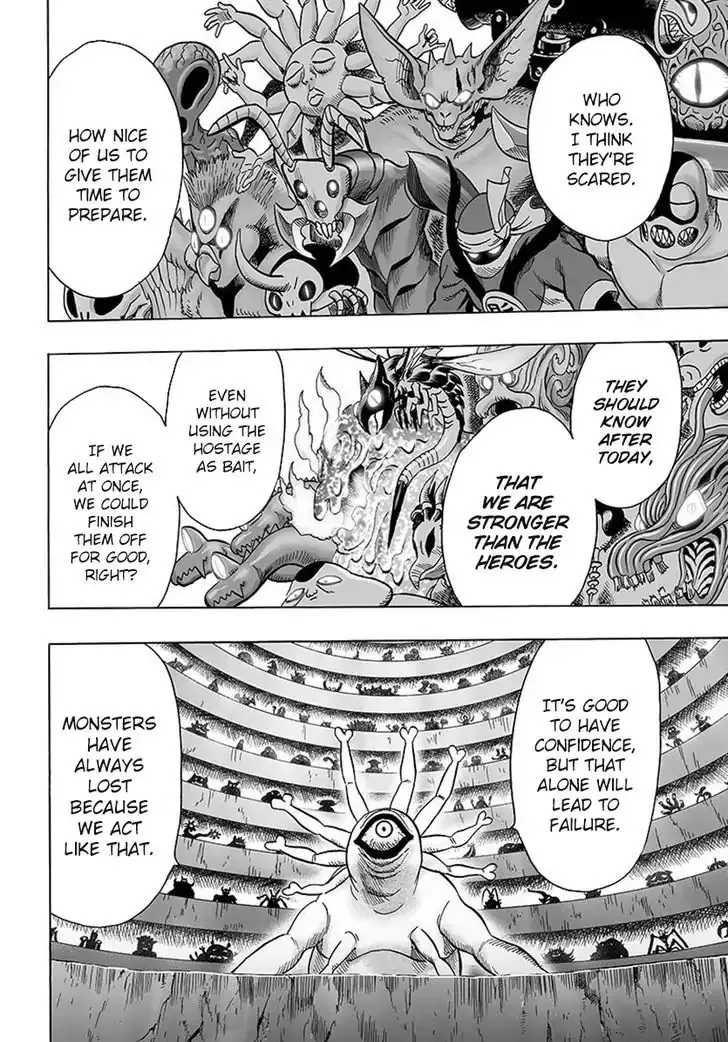 WHO
KNOWS.
I THINK
THEY'RE
SCARED.
HOW NICE
OF US TO
GIVE THEM
TIME TO
PREPARE.
THEY
SHOULD
KNOW
AFTER
TODAY,
THAT
WE ARE
STRONGER
THAN THE
HEROES.
EVEN
WITHOUT
USING THE
HOSTAGE
AS BAIT,
IF WE
ALL ATTACK
AT ONCE,
WE COULD
FINISH
THEM OFF
FOR GOOD,
RIGHT?
IT'S GOOD
TO HAVE
CONFIDENCE,
BUT THAT
ALONE WILL
LEAD TO
FAILURE.
MONSTERS
HAVE
ALWAYS
LOST
BECAUSE
WE ACT
LIKE THAT.